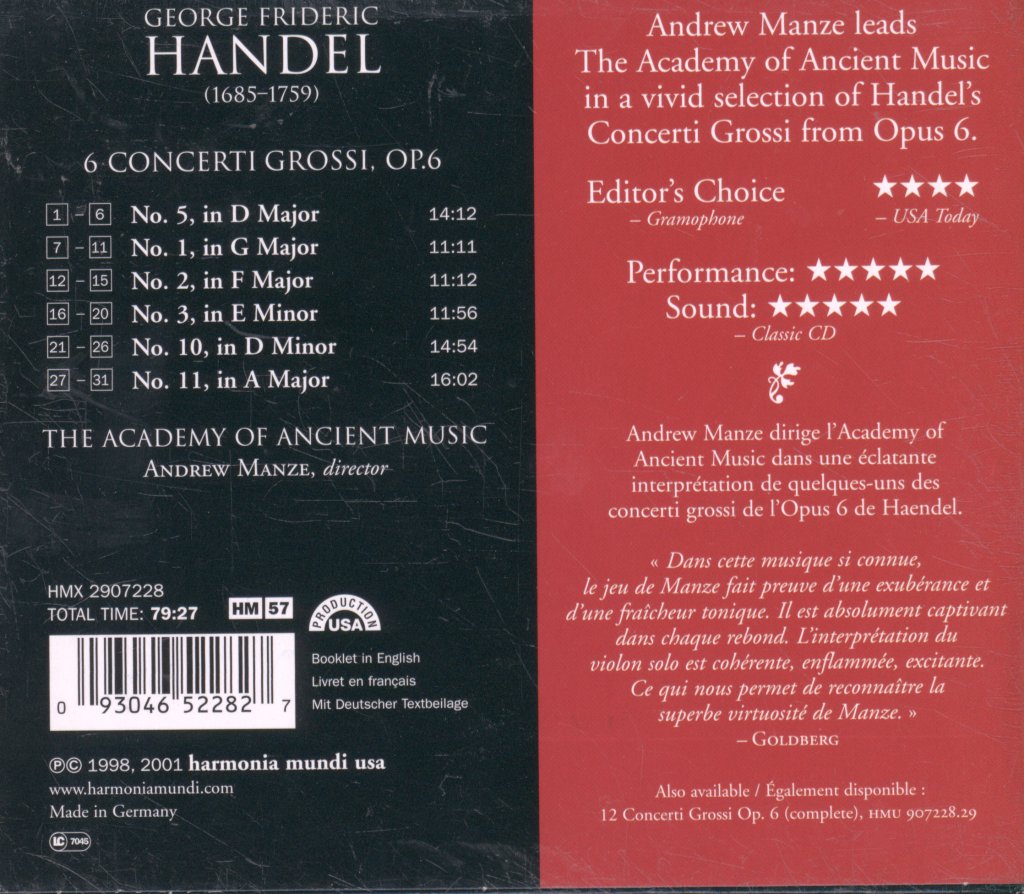 GEORGE FRIDERIC
HANDEL
(1685–1759)
6 CONCERTI GROSSI, OP.6
1 – 6 No. 5, in D Major 14:12
7 – 11 No. 1, in G Major 11:11
12 – 15 No. 2, in F Major 11:12
16 – 20 No. 3, in E Minor 11:56
21 – 26 No. 10, in D Minor 14:54
27 – 31 No. 11, in A Major 16:02
THE ACADEMY OF ANCIENT MUSIC
ANDREW MANZE, director
HMX 2907228
TOTAL TIME: 79:27
HM 57
PRODUCTION
USA
0 93046 52282 7
Booklet in English
Livret en français
Mit Deutscher Textbeilage
℗© 1998, 2001 harmonia mundi usa
www.harmoniamundi.com
Made in Germany
LC 7045
Andrew Manze leads
The Academy of Ancient Music
in a vivid selection of Handel's
Concerti Grossi from Opus 6.
Editor's Choice
– Gramophone
★★★★
– USA Today
Performance: ★★★★★
Sound: ★★★★★
– Classic CD
Andrew Manze dirige l'Academy of
Ancient Music dans une éclatante
interprétation de quelques-uns des
concerti grossi de l'Opus 6 de Haendel.
« Dans cette musique si connue,
le jeu de Manze fait preuve d'une exubérance et
d'une fraîcheur tonique. Il est absolument captivant
dans chaque rebond. L'interprétation du
violon solo est cohérente, enflammée, excitante.
Ce qui nous permet de reconnaître la
superbe virtuosité de Manze. »
– GOLDBERG
Also available / Également disponible :
12 Concerti Grossi Op. 6 (complete), HMU 907228.29